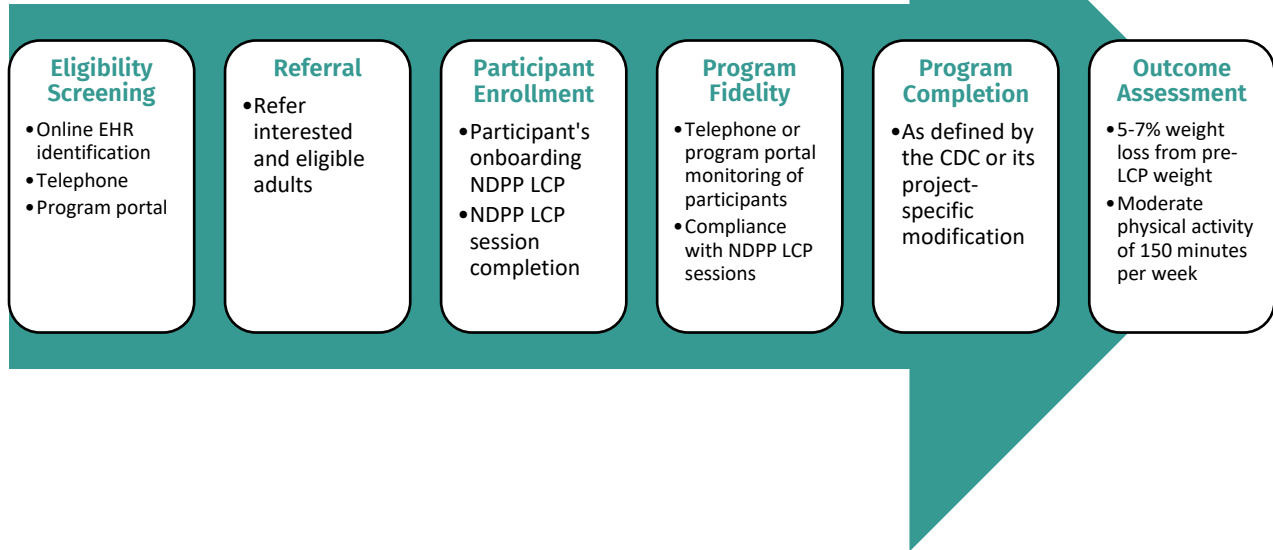 Eligibility
Screening
•Online EHR
identification
•Telephone
•Program portal
Referral
•Refer
interested
and eligible
adults
Participant
Enrollment
•Participant's
onboarding
NDPP LCP
•NDPP LCP
session
completion
Program
Fidelity
•Telephone or
program portal
monitoring of
participants
•Compliance
with NDPP LCP
sessions
Program
Completion
•As defined by
the CDC or its
project-
specific
modification
Outcome
Assessment
•5-7% weight
loss from pre-
LCP weight
•Moderate
physical activity
of 150 minutes
per week